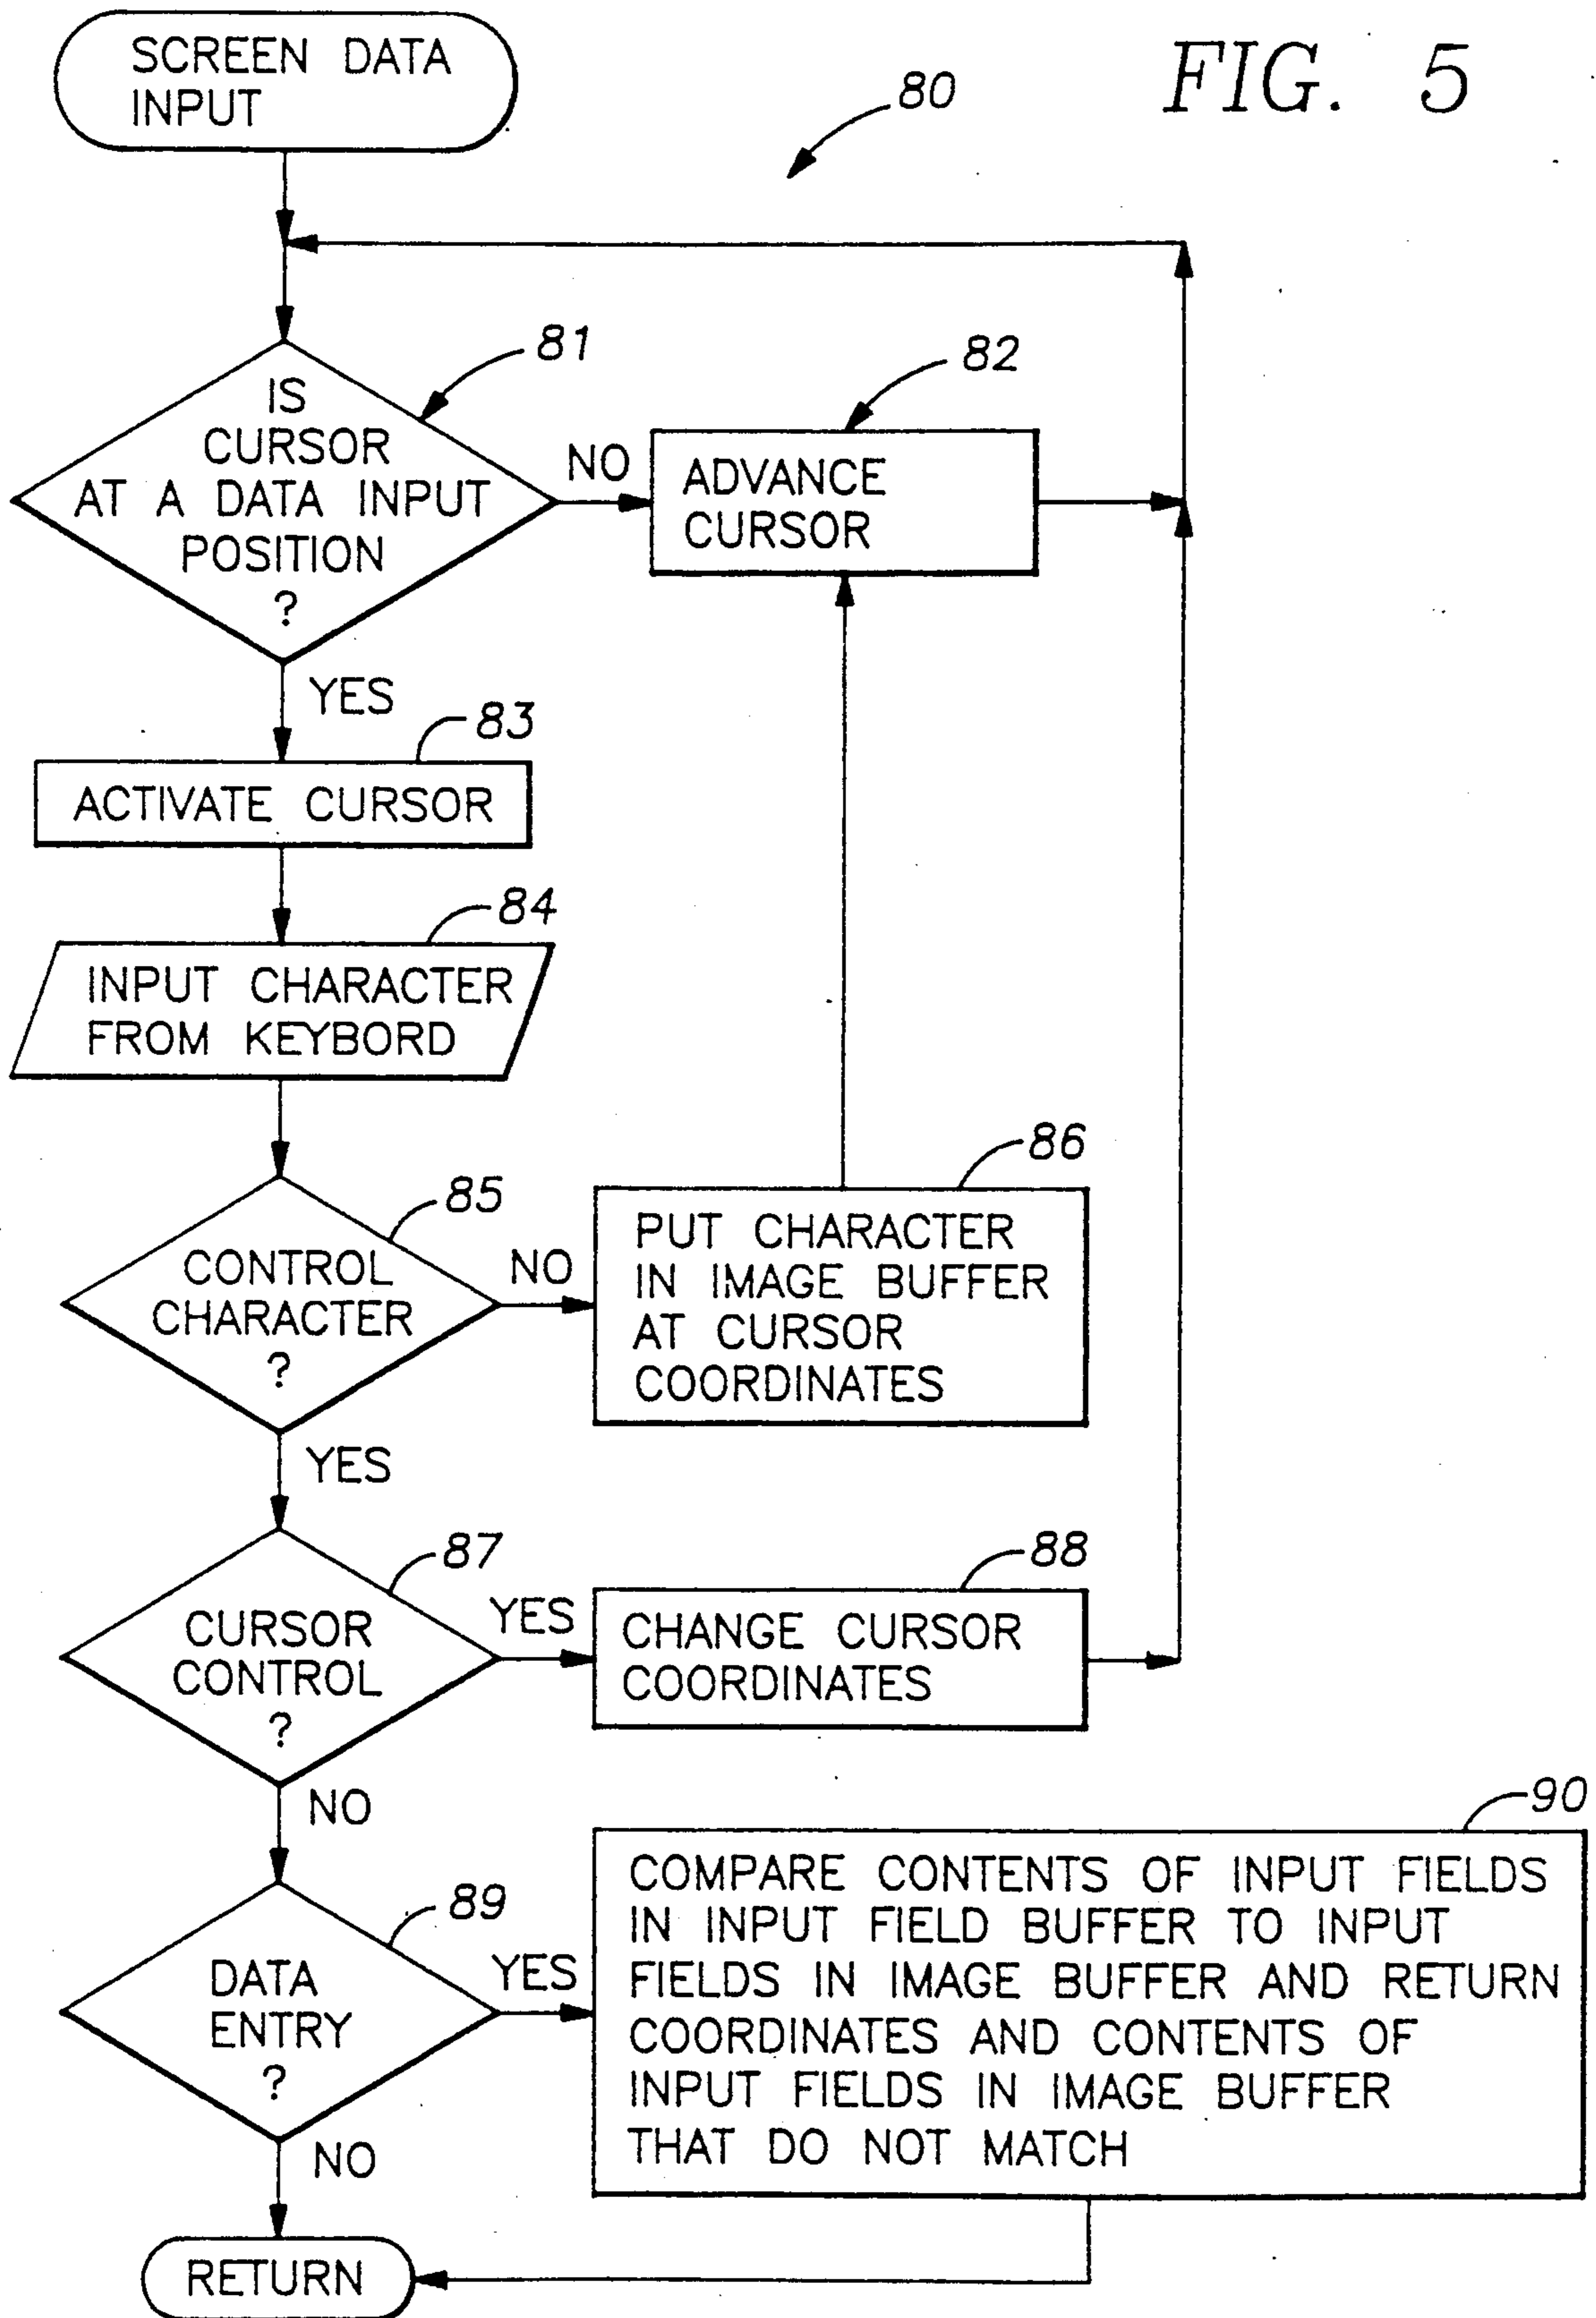 SCREEN DATA
INPUT
FIG. 5
80
81
IS
CURSOR
AT A DATA INPUT
POSITION
?
NO
82
ADVANCE
CURSOR
YES
83
ACTIVATE CURSOR
84
INPUT CHARACTER
FROM KEYBORD
85
CONTROL
CHARACTER
?
NO
86
PUT CHARACTER
IN IMAGE BUFFER
AT CURSOR
COORDINATES
YES
87
CURSOR
CONTROL
?
YES
88
CHANGE CURSOR
COORDINATES
NO
89
DATA
ENTRY
?
YES
90
COMPARE CONTENTS OF INPUT FIELDS
IN INPUT FIELD BUFFER TO INPUT
FIELDS IN IMAGE BUFFER AND RETURN
COORDINATES AND CONTENTS OF
INPUT FIELDS IN IMAGE BUFFER
THAT DO NOT MATCH
NO
RETURN